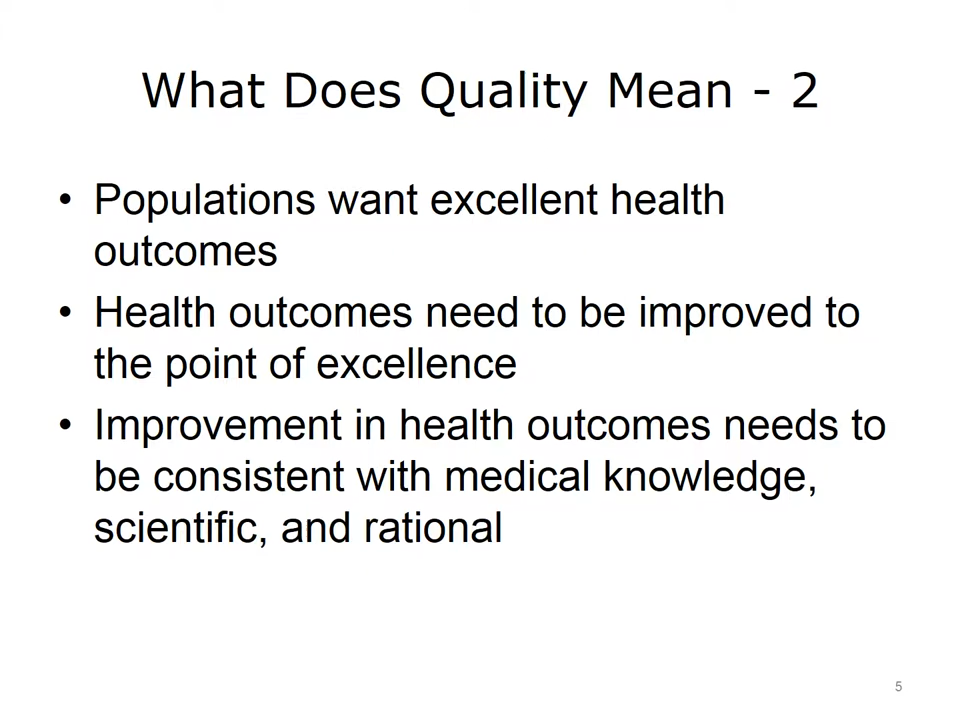 What Does Quality Mean - 2
• Populations want excellent health
outcomes
• Health outcomes need to be improved to
the point of excellence
• Improvement in health outcomes needs to
be consistent with medical knowledge,
scientific, and rational
5